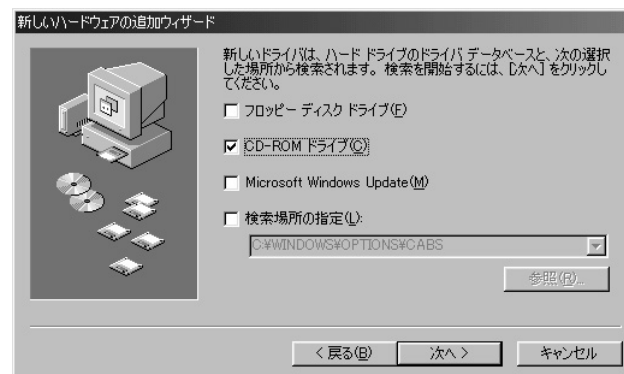 新しいハードウェアの追加ウィザード
新しいドライバは、ハード ドライブのドライバ データベースと、次の選択
した場所から検索されます。検索を開始するには、[次へ] をクリックし
てください。
フロッピー ディスク ドライブ(F)
CD-ROM ドライブ(C)
Microsoft Windows Update(M)
検索場所の指定(L):
C:¥WINDOWS¥OPTIONS¥CABS
参照(R)...
< 戻る(B)
次へ >
キャンセル